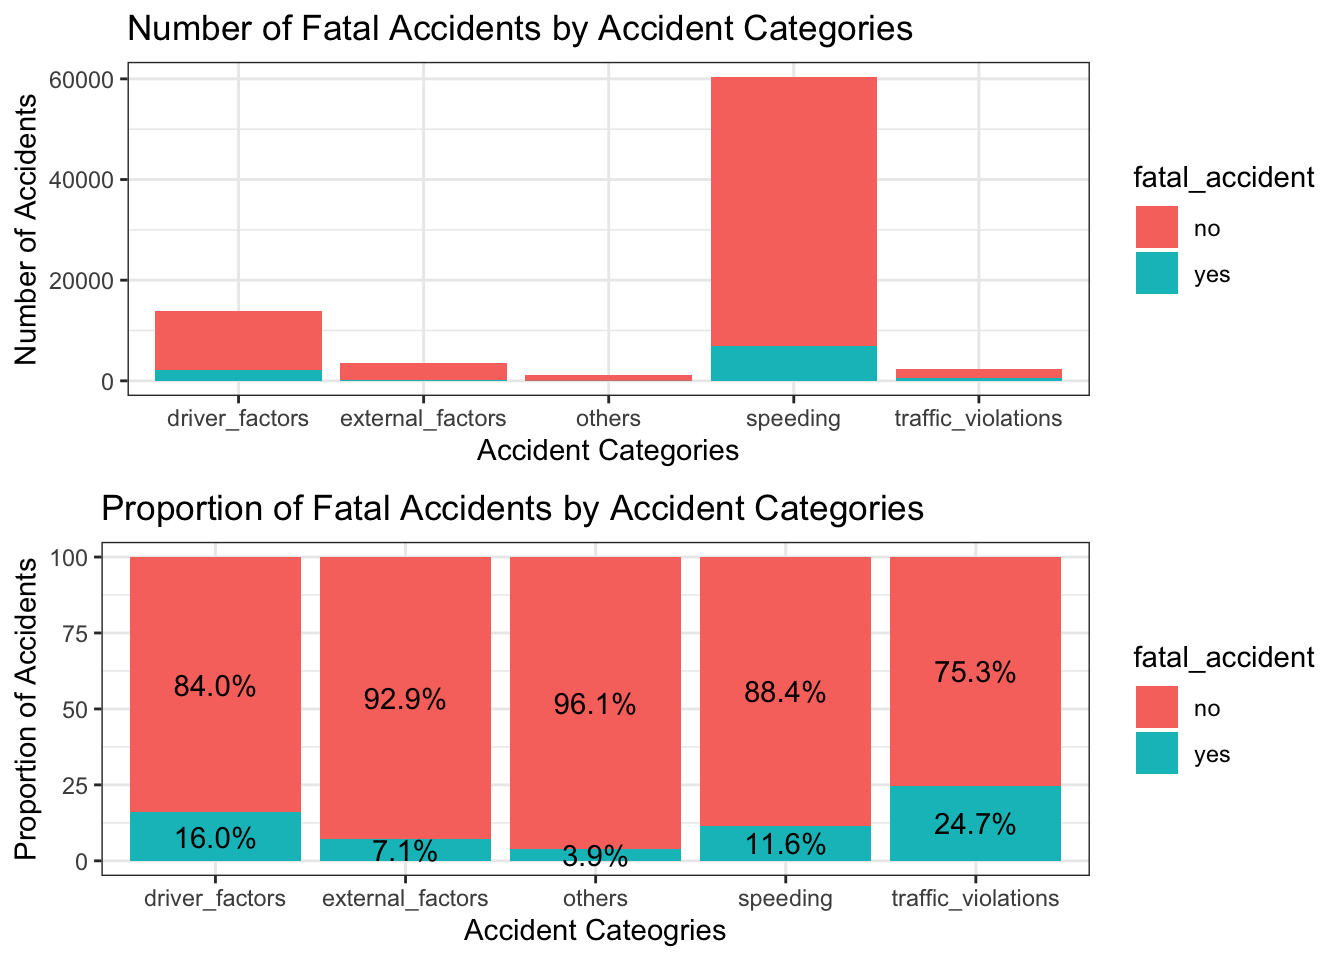 Number of Fatal Accidents by Accident Categories
Number of Accidents
60000
40000
20000
0
driver_factors external_factors others speeding traffic_violations
Accident Categories
fatal_accident
no
yes
Proportion of Fatal Accidents by Accident Categories
Proportion of Accidents
100
75
50
25
0
84.0% 92.9% 96.1% 88.4% 75.3%
16.0% 7.1% 3.9% 11.6% 24.7%
driver_factors external_factors others speeding traffic_violations
Accident Cateogries
fatal_accident
no
yes